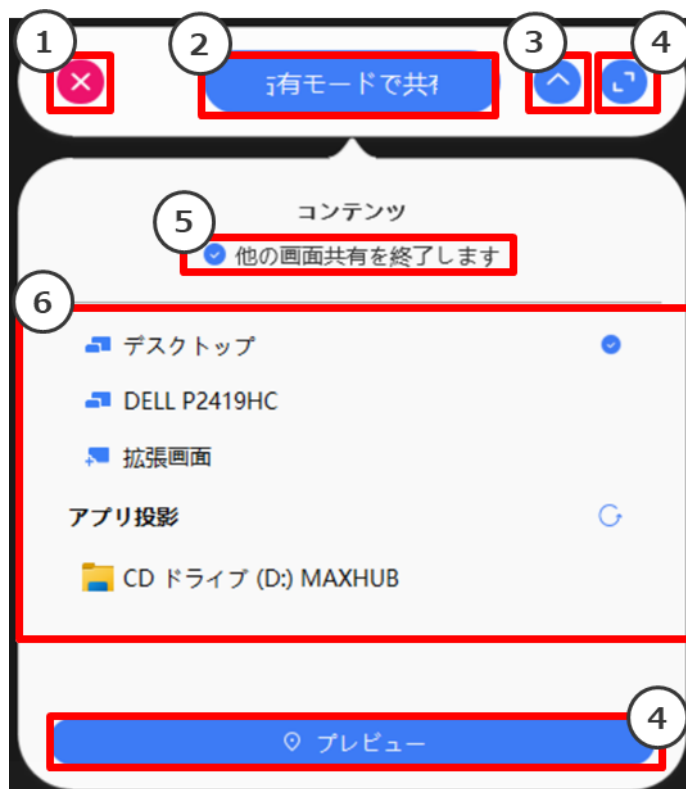 1
2
3
4
有モードで共
コンテンツ
5
他の画面共有を終了します
6
デスクトップ
DELL P2419HC
拡張画面
アプリ投影
CD ドライブ (D:) MAXHUB
4
プレビュー